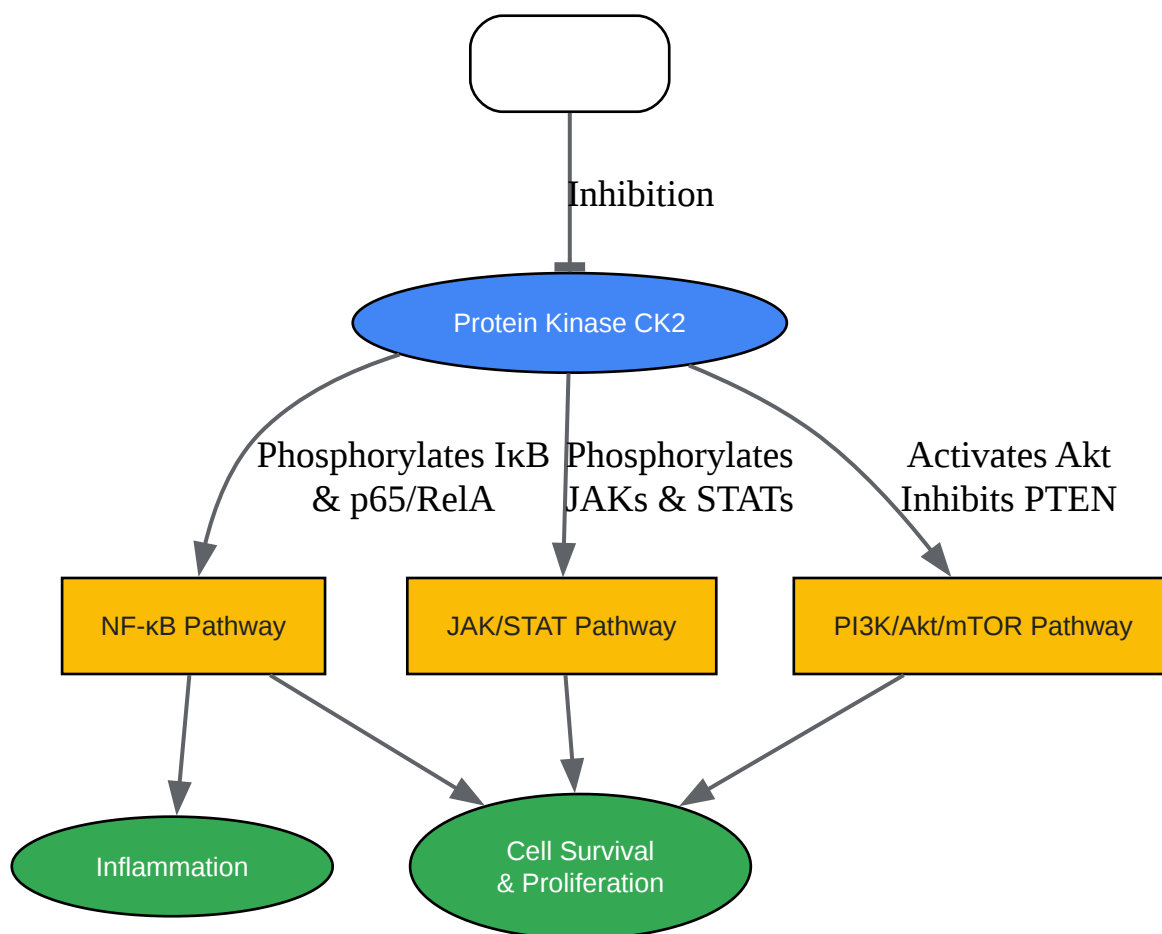 Inhibition
Protein Kinase CK2
Phosphorylates IκB
& p65/RelA
Phosphorylates
JAKs & STATs
Activates Akt
Inhibits PTEN
NF-κB Pathway
JAK/STAT Pathway
PI3K/Akt/mTOR Pathway
Inflammation
Cell Survival
& Proliferation